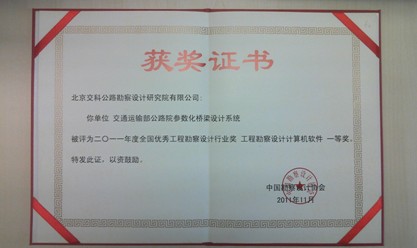 获奖证书
北京交科公路勘察设计研究院有限公司:
你单位 交通运输部公路院参数化桥梁设计系统
被评为二〇一一年度全国优秀工程勘察设计行业奖 工程勘察设计计算机软件 一等奖。
特发此证，以资鼓励。
中国勘察设计协会
2011年11月